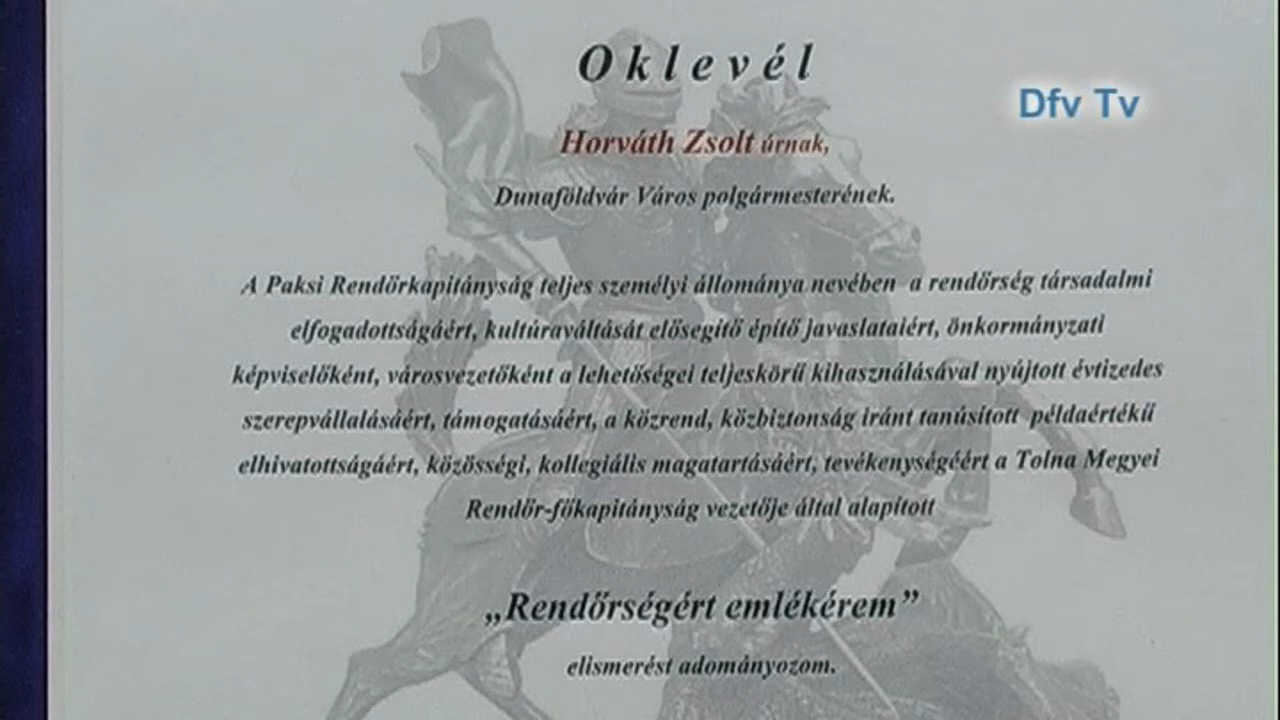 Oklevél
Dfv Tv
Horváth Zsolt úrnak,
Dunaföldvár Város polgármesterének.
A Paksi Rendőrkapitányság teljes személyi állománya nevében a rendőrség társadalmi
elfogadottságáért, kultúraváltását elősegítő építő javaslataiért, önkormányzati
képviselőként, városvezetőként a lehetőségei teljeskörű kihasználásával nyújtott évtizedes
szerepvállalásáért, támogatásáért, a közrend, közbiztonság iránt tanúsított példaértékű
elhivatottságáért, közösségi, kollegiális magatartásáért, tevékenységéért a Tolna Megyei
Rendőr-főkapitányság vezetője által alapított
„Rendőrségért emlékérem”
elismerést adományozom.